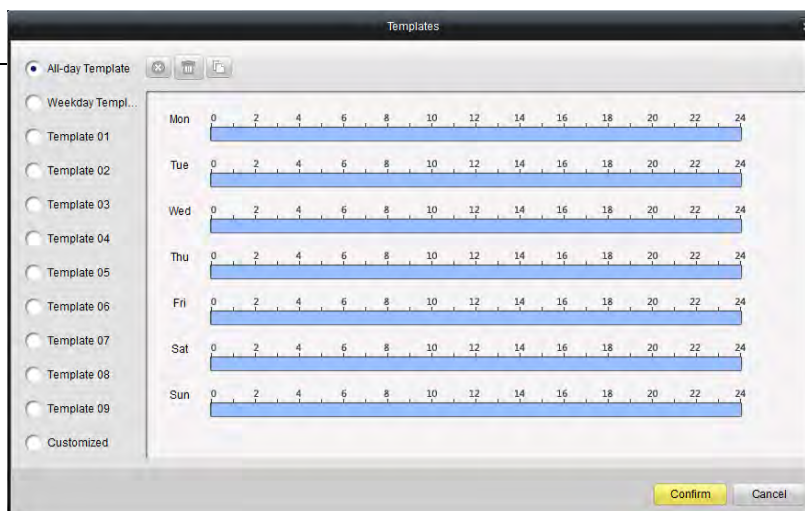 Templates
All-day Template
Weekday Templ...
Template 01
Template 02
Template 03
Template 04
Template 05
Template 06
Template 07
Template 08
Template 09
Customized
Mon 0 2 4 6 8 10 12 14 16 18 20 22 24
Tue 0 2 4 6 8 10 12 14 16 18 20 22 24
Wed 0 2 4 6 8 10 12 14 16 18 20 22 24
Thu 0 2 4 6 8 10 12 14 16 18 20 22 24
Fri 0 2 4 6 8 10 12 14 16 18 20 22 24
Sat 0 2 4 6 8 10 12 14 16 18 20 22 24
Sun 0 2 4 6 8 10 12 14 16 18 20 22 24
Confirm Cancel